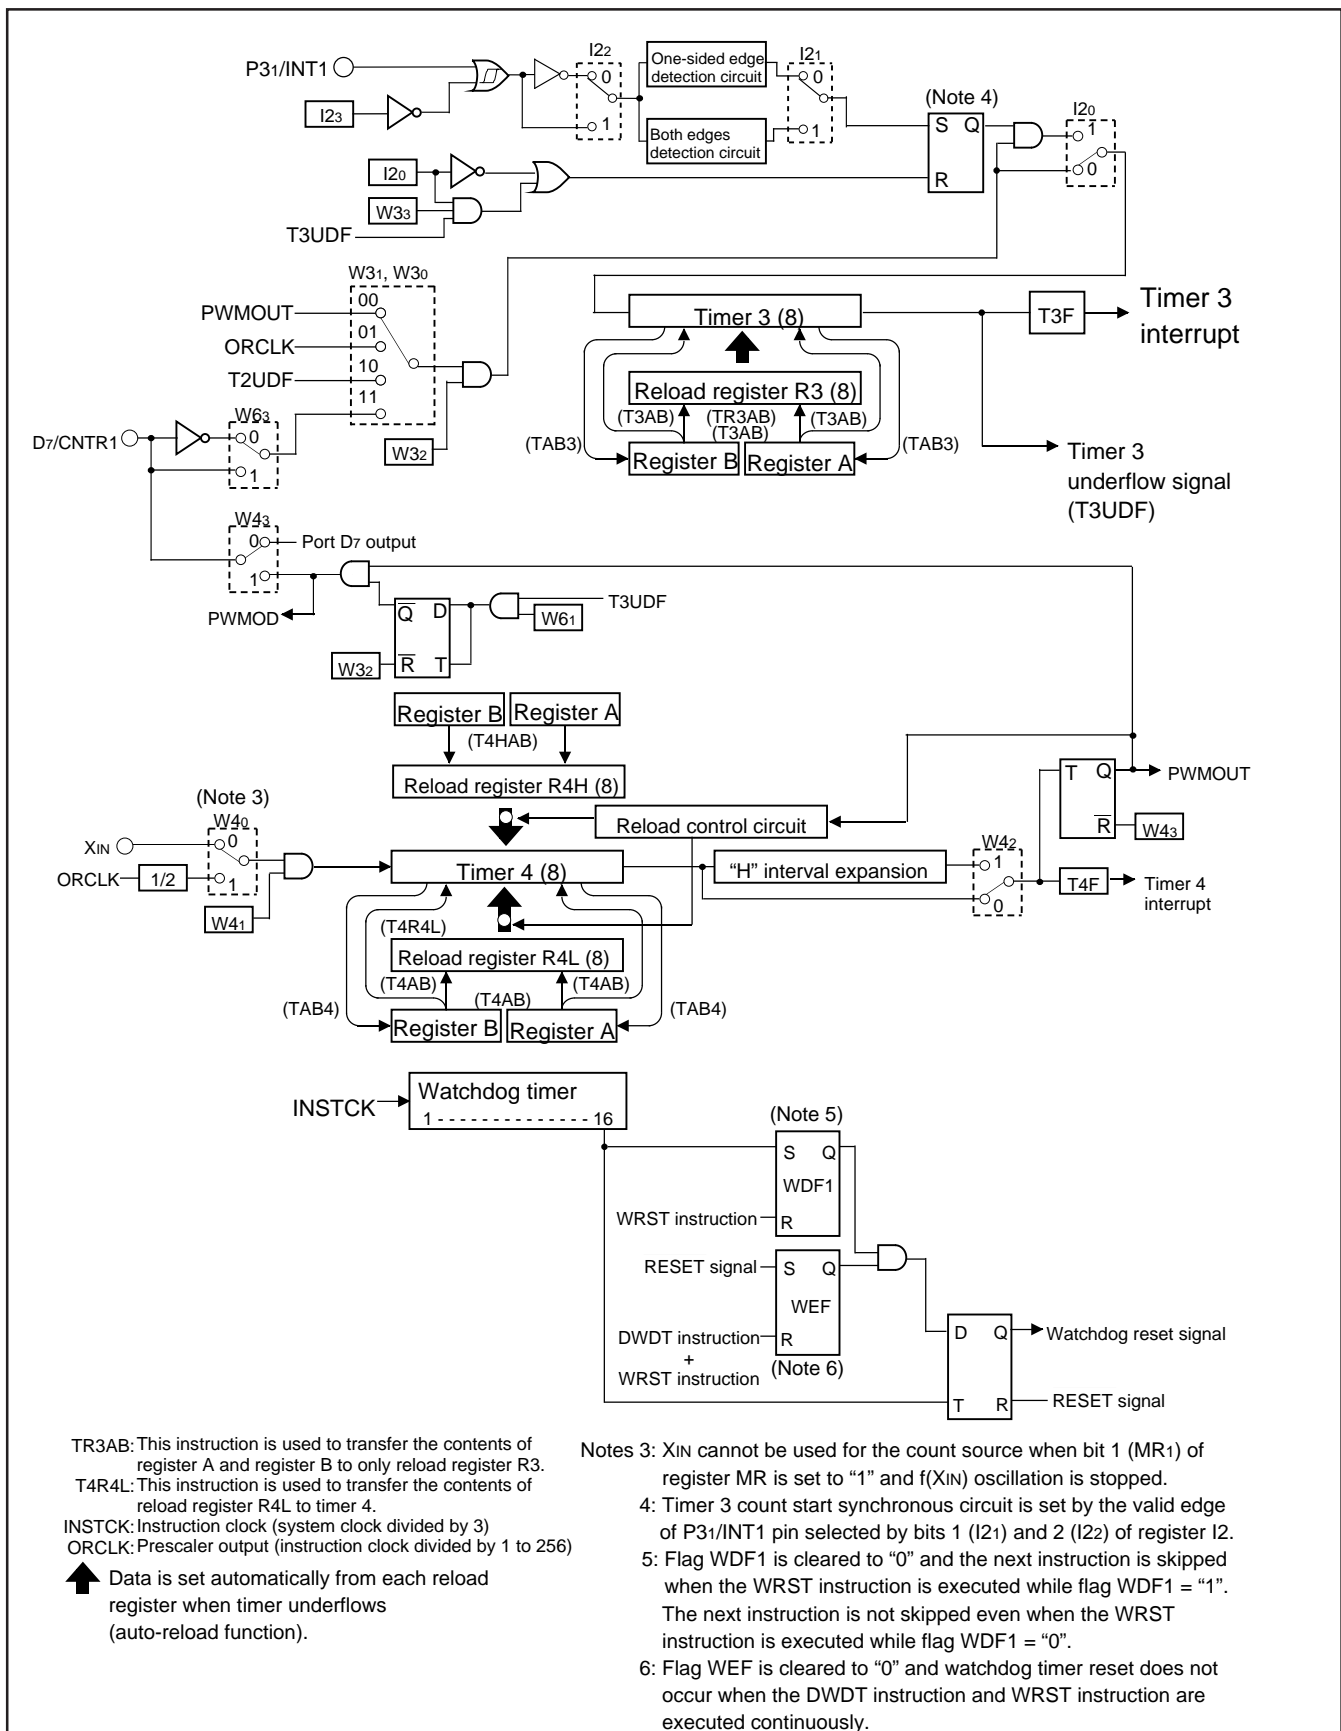 P31/INT1
I23
I22
0
1
One-sided edge
detection circuit
Both edges
detection circuit
I21
0
1
(Note 4)
S Q
R
I20
1
0
I20
W33
T3UDF
W31, W30
PWMOUT
00
ORCLK
01
T2UDF
10
11
W32
D7/CNTR1
W63
0
1
Timer 3 (8)
Reload register R3 (8)
(T3AB)
(TR3AB)
(T3AB)
(T3AB)
(TAB3)
(TAB3)
Register B
Register A
T3F
Timer 3
interrupt
Timer 3
underflow signal
(T3UDF)
W43
0
1
Port D7 output
PWMOD
Q D
R T
W32
T3UDF
W61
Register B
Register A
(T4HAB)
Reload register R4H (8)
Reload control circuit
T Q
R
PWMOUT
W43
(Note 3)
W40
XIN
0
ORCLK
1/2
1
W41
Timer 4 (8)
"H" interval expansion
W42
1
0
T4F
Timer 4
interrupt
(T4R4L)
Reload register R4L (8)
(T4AB)
(T4AB)
(T4AB)
(TAB4)
(TAB4)
Register B
Register A
INSTCK
Watchdog timer
1 - - - - - - - - - - - - - - 16
(Note 5)
S Q
WDF1
R
WRST instruction
RESET signal
S Q
WEF
R
DWDT instruction
+
WRST instruction
(Note 6)
D Q
T R
Watchdog reset signal
RESET signal
TR3AB: This instruction is used to transfer the contents of
register A and register B to only reload register R3.
T4R4L: This instruction is used to transfer the contents of
reload register R4L to timer 4.
INSTCK: Instruction clock (system clock divided by 3)
ORCLK: Prescaler output (instruction clock divided by 1 to 256)
Data is set automatically from each reload
register when timer underflows
(auto-reload function).
Notes 3: XIN cannot be used for the count source when bit 1 (MR1) of
register MR is set to “1” and f(XIN) oscillation is stopped.
4: Timer 3 count start synchronous circuit is set by the valid edge
of P31/INT1 pin selected by bits 1 (I21) and 2 (I22) of register I2.
5: Flag WDF1 is cleared to “0” and the next instruction is skipped
when the WRST instruction is executed while flag WDF1 = “1”.
The next instruction is not skipped even when the WRST
instruction is executed while flag WDF1 = “0”.
6: Flag WEF is cleared to “0” and watchdog timer reset does not
occur when the DWDT instruction and WRST instruction are
executed continuously.